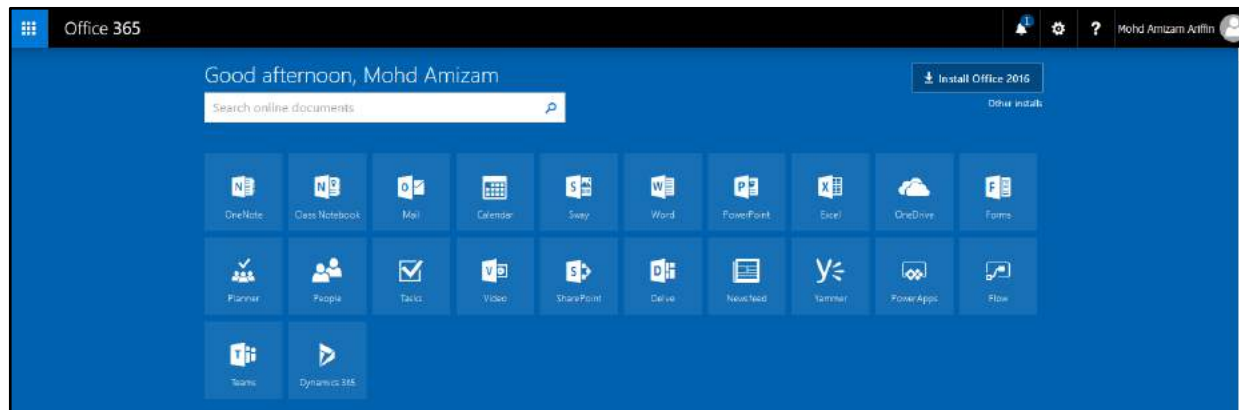 Office 365
1
?
Mohd Amizam Ariffin
Good afternoon, Mohd Amizam
Install Office 2016
Search online documents
Other installs
OneNote
Class Notebook
Mail
Calendar
Sway
Word
PowerPoint
Excel
OneDrive
Forms
Planner
People
Tasks
Video
SharePoint
Delve
Newsfeed
Yammer
PowerApps
Flow
Teams
Dynamics 365